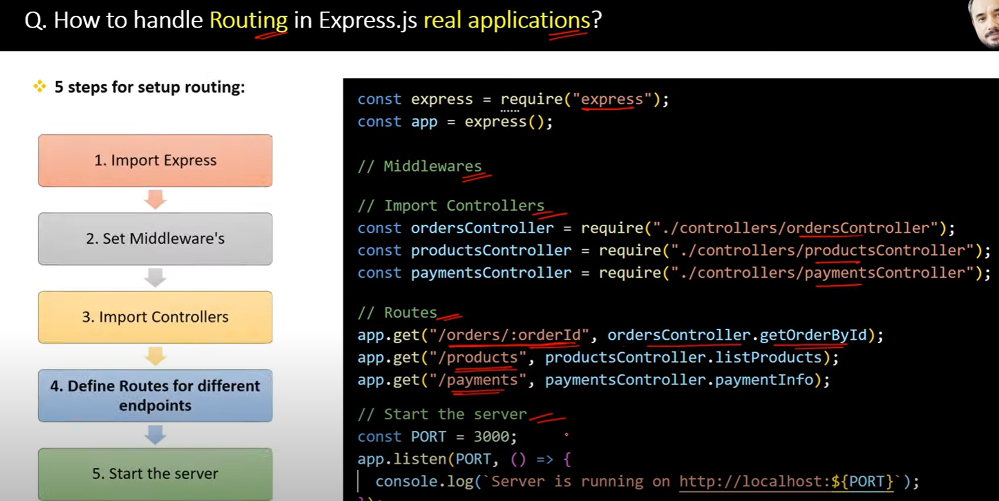 Q. How to handle Routing in Express.js real applications?
5 steps for setup routing:
1. Import Express
2. Set Middleware's
3. Import Controllers
4. Define Routes for different
endpoints
5. Start the server
const express = require("express");
const app = express();
// Middlewares
// Import Controllers
const ordersController = require("./controllers/ordersController");
const productsController = require("./controllers/productsController");
const paymentsController = require("./controllers/paymentsController");
// Routes
app.get("/orders/:orderId", ordersController.getOrderById);
app.get("/products", productsController.listProducts);
app.get("/payments", paymentsController.paymentInfo);
// Start the server
const PORT = 3000;
app.listen(PORT, () => {
console.log(`Server is running on http://localhost:${PORT}`);
});